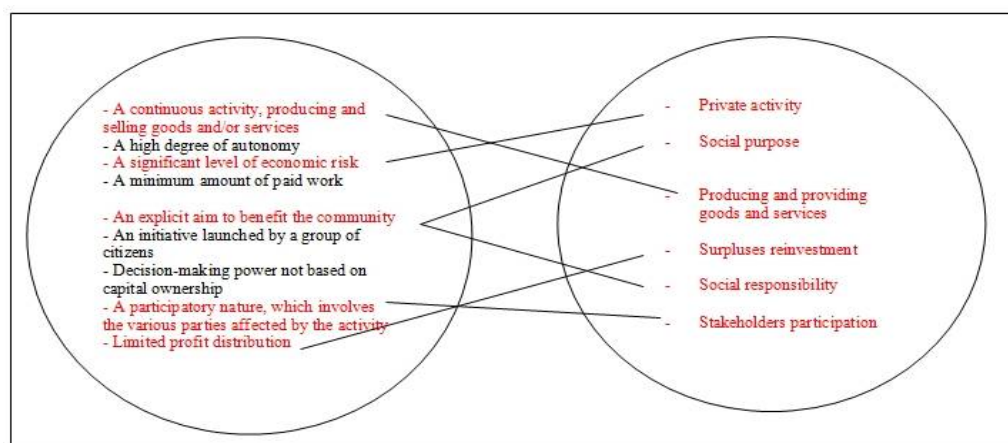 - A continuous activity, producing and
selling goods and/or services
- A high degree of autonomy
- A significant level of economic risk
- A minimum amount of paid work
- An explicit aim to benefit the community
- An initiative launched by a group of
citizens
- Decision-making power not based on
capital ownership
- A participatory nature, which involves
the various parties affected by the activity
- Limited profit distribution
- Private activity
- Social purpose
- Producing and providing
goods and services
- Surpluses reinvestment
- Social responsibility
- Stakeholders participation